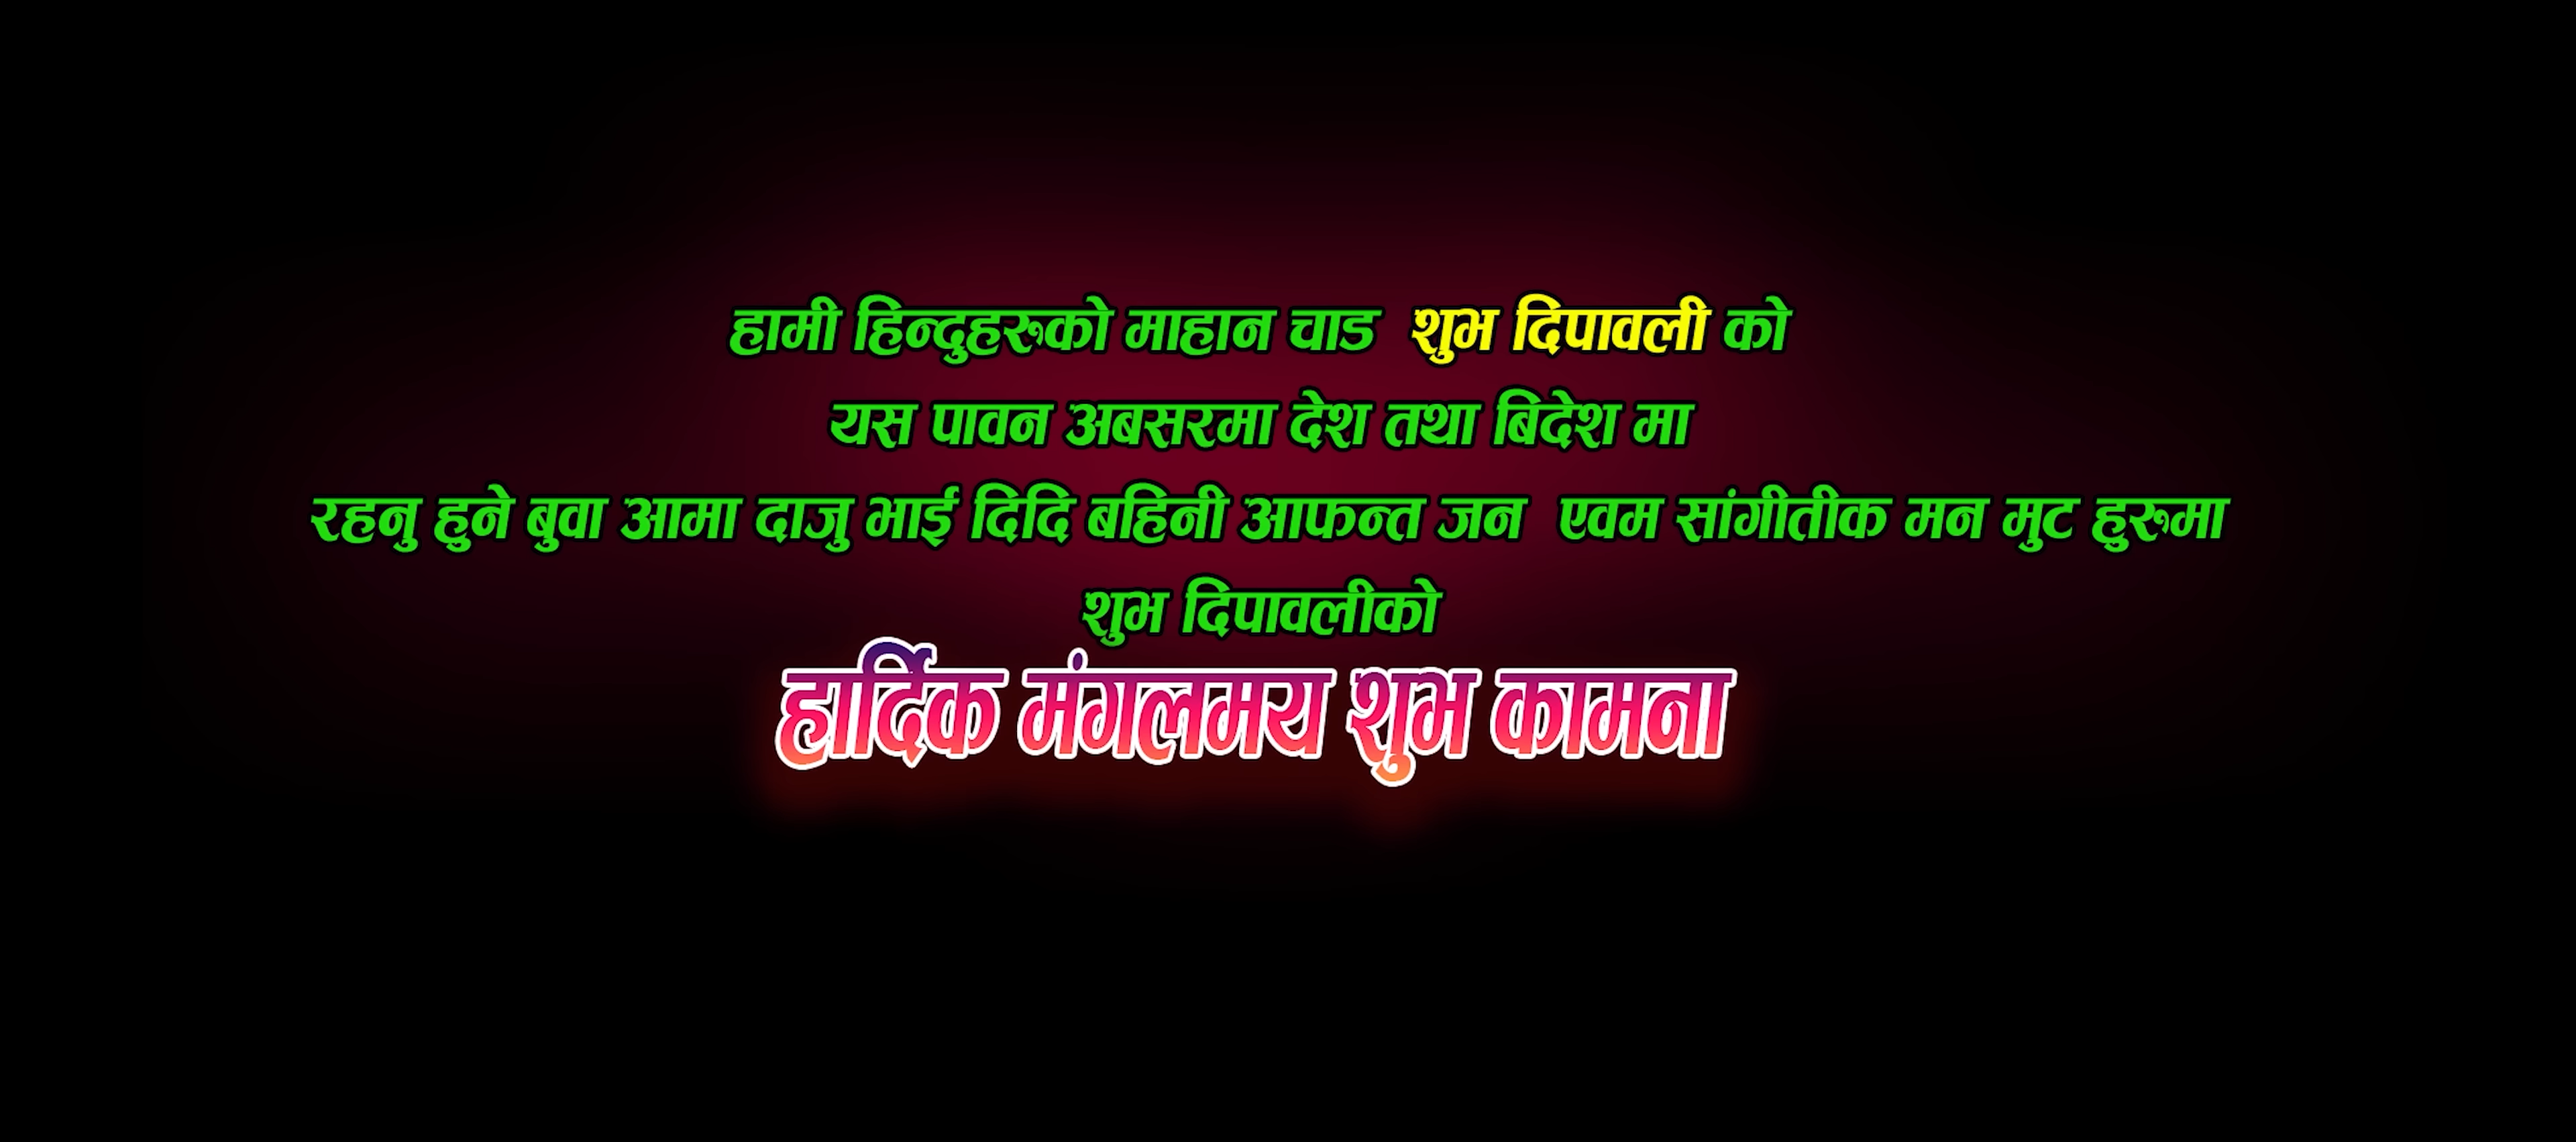 हामी हिन्दुहरुको माहान चाड शुभ दिपावली को
यस पावन अबसरमा देश तथा बिदेश मा
रहनु हुने बुवा आमा दाजु भाई दिदि बहिनी आफन्त जन एवम सांगीतीक मन मुट हुरुमा
शुभ दिपावलीको
हार्दिक मंगलमय शुभ कामना